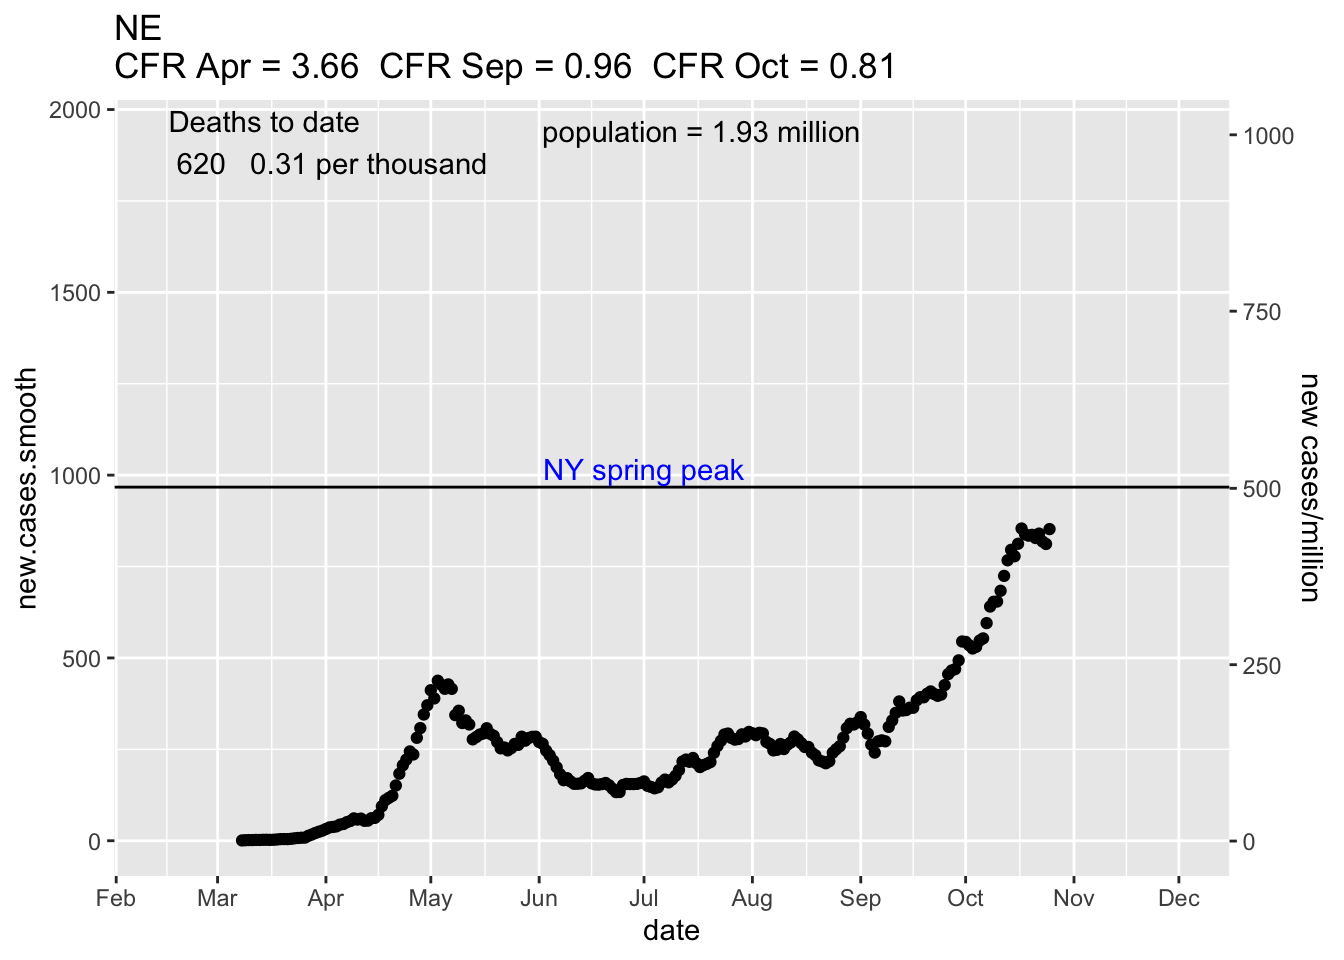 NE
CFR Apr = 3.66  CFR Sep = 0.96  CFR Oct = 0.81
Deaths to date
620   0.31 per thousand
population = 1.93 million
NY spring peak
new.cases.smooth
2000
1500
1000
500
0
1000
750
500
250
0
new cases/million
Feb Mar Apr May Jun Jul Aug Sep Oct Nov Dec
date